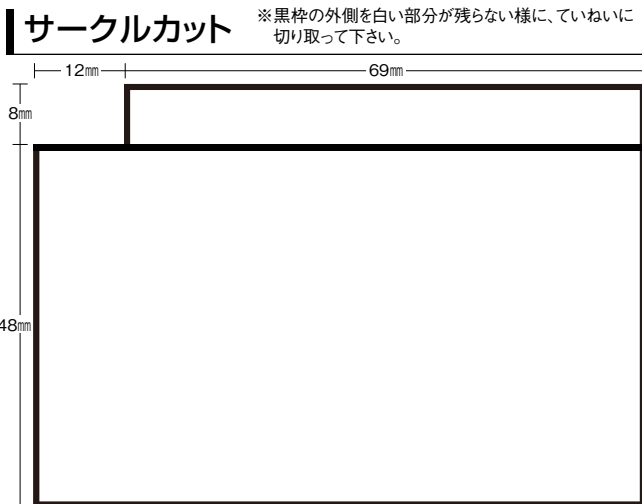 サークルカット
※黒枠の外側を白い部分が残らない様に、ていねいに
切り取って下さい。
12㎜
69㎜
8㎜
48㎜